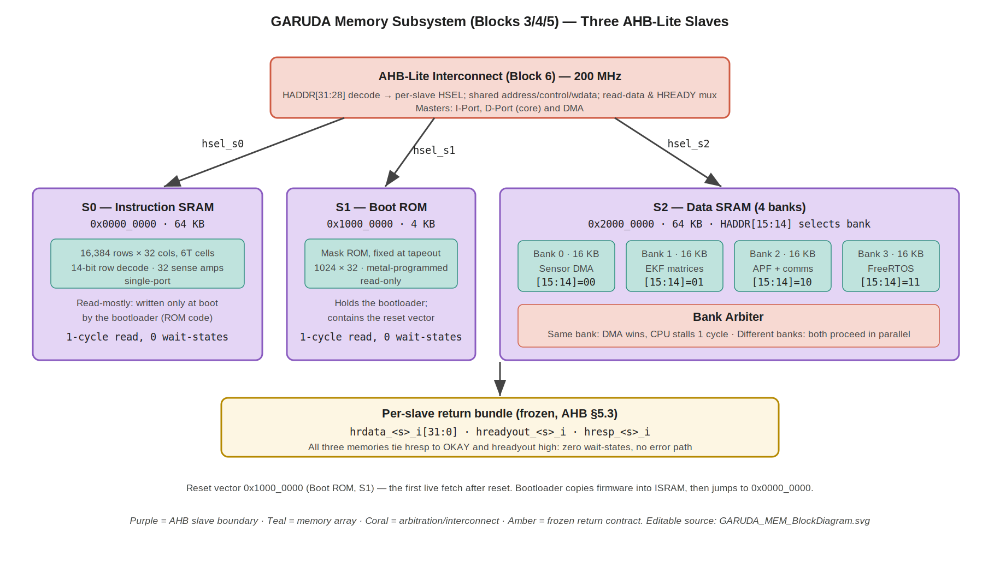 GARUDA Memory Subsystem (Blocks 3/4/5) — Three AHB-Lite Slaves
AHB-Lite Interconnect (Block 6) — 200 MHz
HADDR[31:28] decode → per-slave HSEL; shared address/control/wdata; read-data & HREADY mux
Masters: I-Port, D-Port (core) and DMA
hsel_s0
hsel_s1
hsel_s2
S0 — Instruction SRAM
0x0000_0000 · 64 KB
16,384 rows × 32 cols, 6T cells
14-bit row decode · 32 sense amps
single-port
Read-mostly: written only at boot
by the bootloader (ROM code)
1-cycle read, 0 wait-states
S1 — Boot ROM
0x1000_0000 · 4 KB
Mask ROM, fixed at tapeout
1024 × 32 · metal-programmed
read-only
Holds the bootloader;
contains the reset vector
1-cycle read, 0 wait-states
S2 — Data SRAM (4 banks)
0x2000_0000 · 64 KB · HADDR[15:14] selects bank
Bank 0 · 16 KB
Sensor DMA
[15:14]=00
Bank 1 · 16 KB
EKF matrices
[15:14]=01
Bank 2 · 16 KB
APF + comms
[15:14]=10
Bank 3 · 16 KB
FreeRTOS
[15:14]=11
Bank Arbiter
Same bank: DMA wins, CPU stalls 1 cycle · Different banks: both proceed in parallel
Per-slave return bundle (frozen, AHB §5.3)
hrdata_<s>_i[31:0] · hreadyout_<s>_i · hresp_<s>_i
All three memories tie hresp to OKAY and hreadyout high: zero wait-states, no error path
Reset vector 0x1000_0000 (Boot ROM, S1) — the first live fetch after reset. Bootloader copies firmware into ISRAM, then jumps to 0x0000_0000.
Purple = AHB slave boundary · Teal = memory array · Coral = arbitration/interconnect · Amber = frozen return contract. Editable source: GARUDA_MEM_BlockDiagram.svg